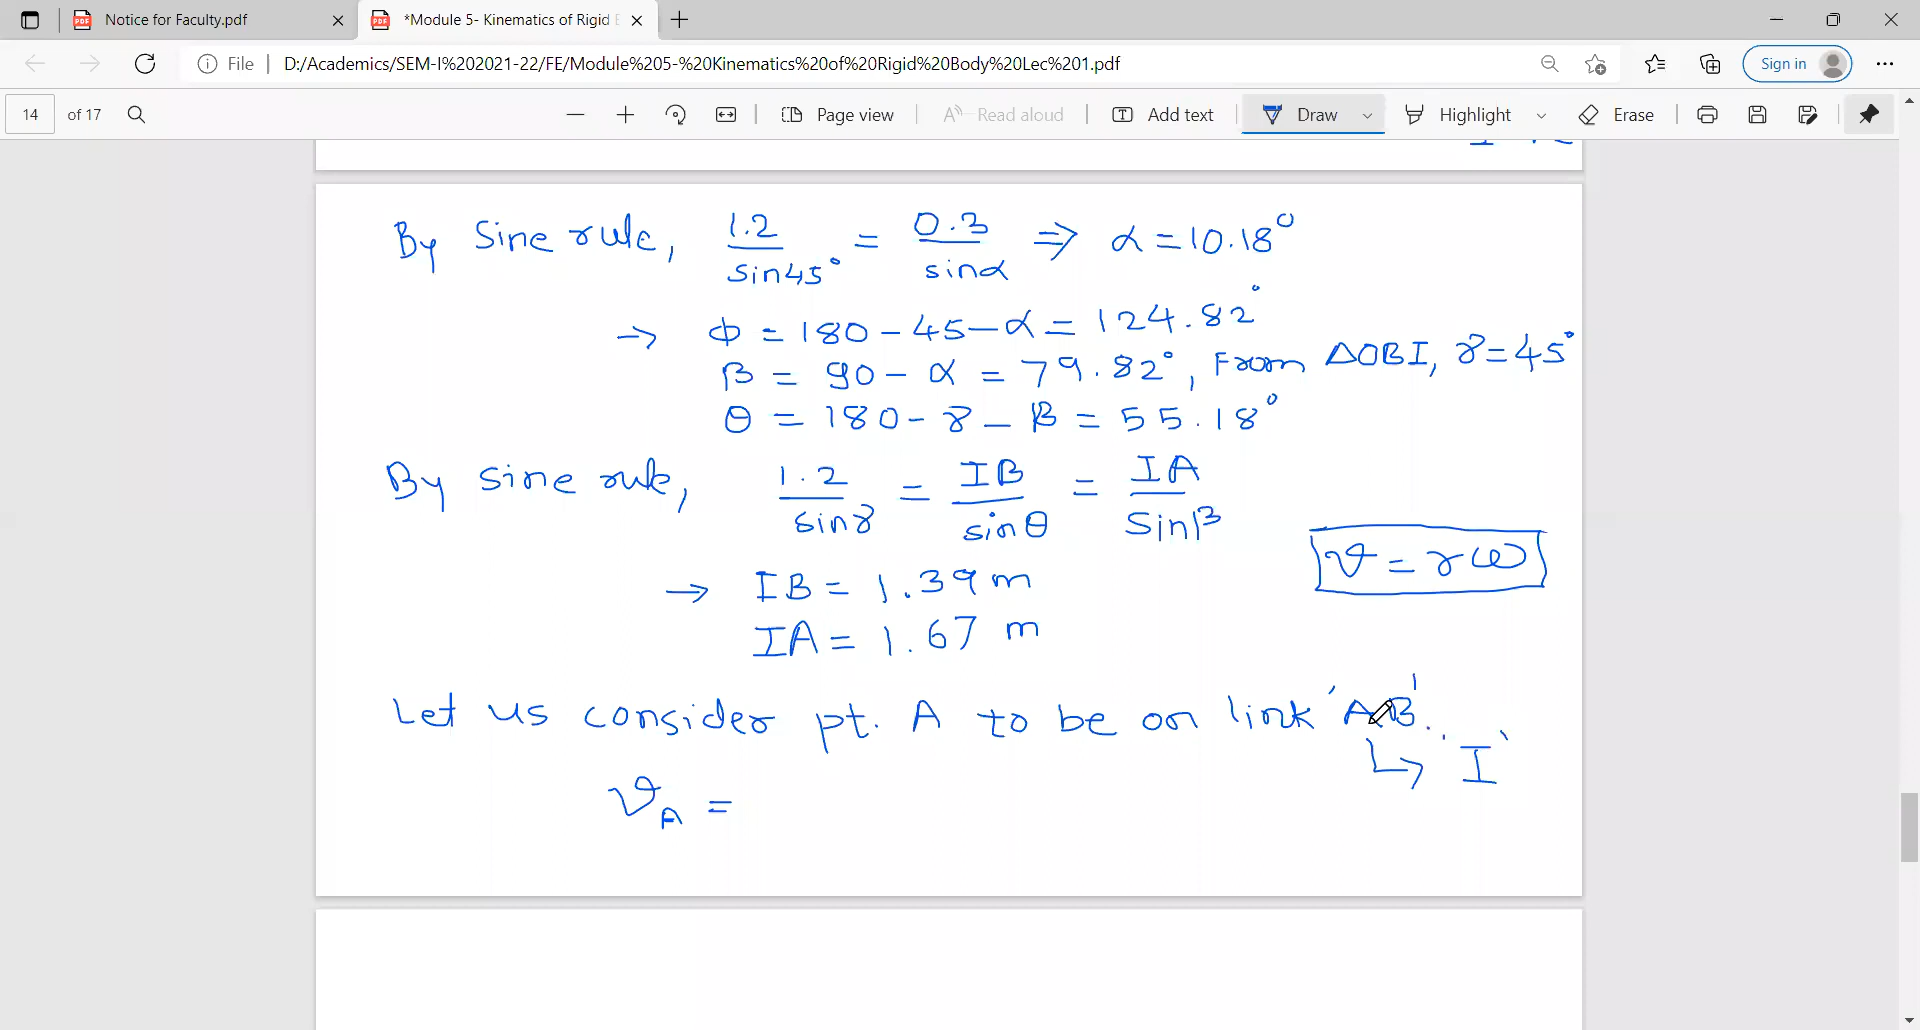 Notice for Faculty.pdf
*Module 5- Kinematics of Rigid B
File
D:/Academics/SEM-I%202021-22/FE/Module%205-%20Kinematics%20of%20Rigid%20Body%20Lec%201.pdf
Sign in
14 of 17
Page view
Read aloud
Add text
Draw
Highlight
Erase
By Sine rule, 1.2/sin45° = 0.3/sinα ⇒ α = 10.18°
→ Φ = 180 - 45 - α = 124.82°
β = 90 - α = 79.82°, From ΔOBI, γ = 45°
θ = 180 - γ - β = 55.18°
By sine rule, 1.2/sinγ = IB/sinθ = IA/Sinβ
v = rω
→ IB = 1.39 m
IA = 1.67 m
Let us consider pt. A to be on link 'AB'.
↳ I
v_A =